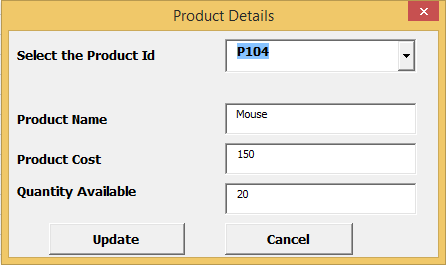 Product Details
Select the Product Id P104
Product Name Mouse
Product Cost 150
Quantity Available 20
Update Cancel